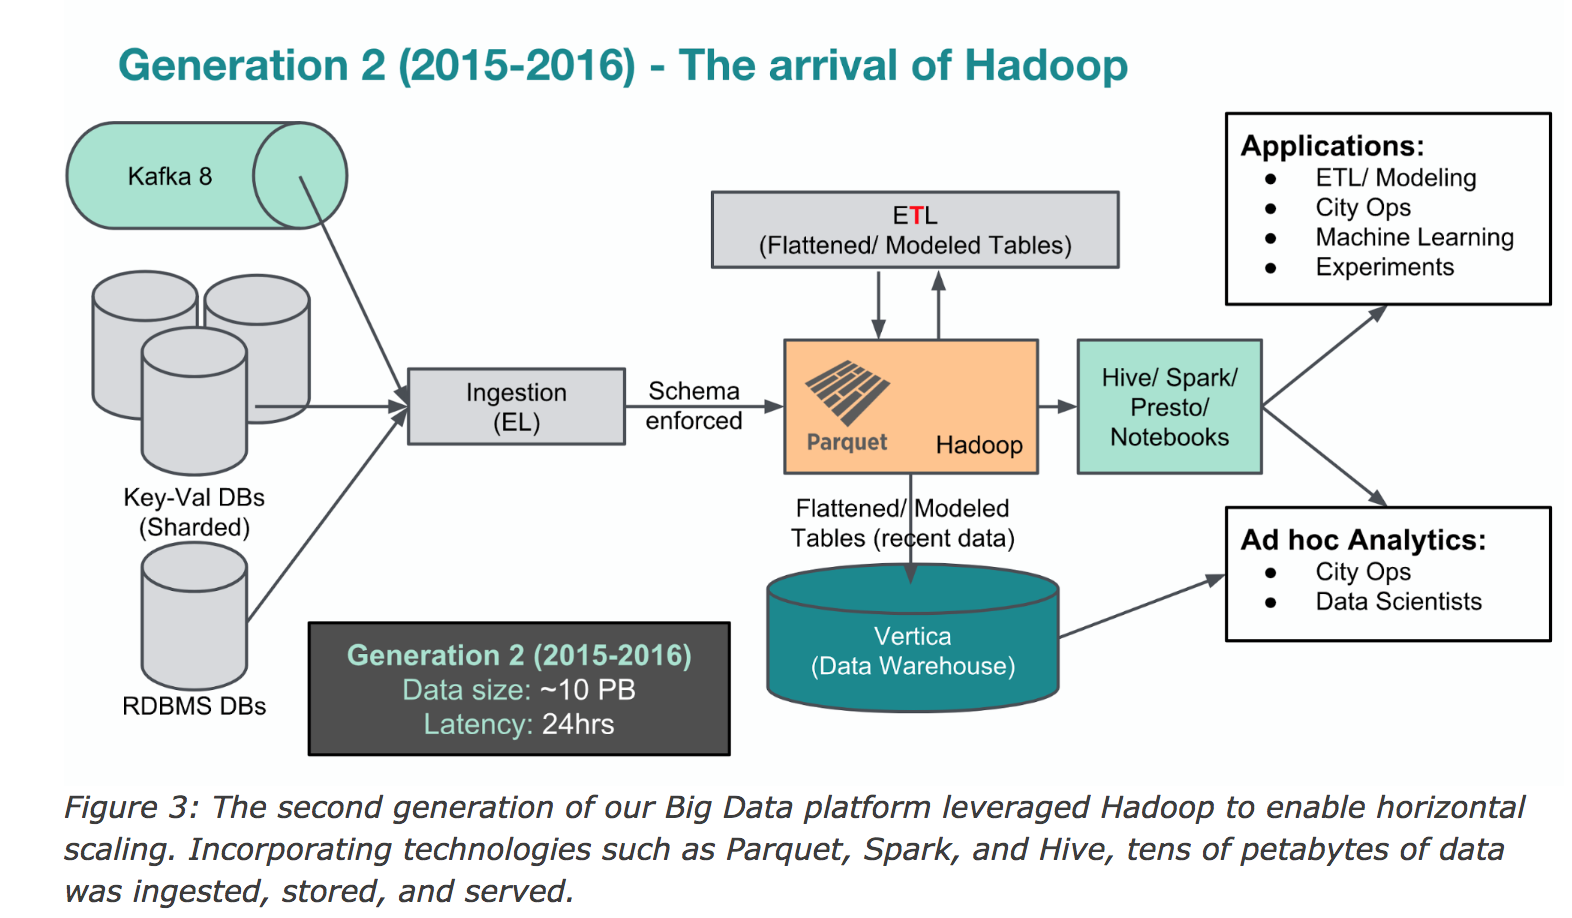 Generation 2 (2015-2016) - The arrival of Hadoop
Kafka 8
Key-Val DBs
(Sharded)
RDBMS DBs
Ingestion
(EL)
Schema
enforced
ETL
(Flattened/ Modeled Tables)
Parquet
Hadoop
Hive/ Spark/
Presto/
Notebooks
Applications:
● ETL/ Modeling
● City Ops
● Machine Learning
● Experiments
Flattened/ Modeled
Tables (recent data)
Vertica
(Data Warehouse)
Ad hoc Analytics:
● City Ops
● Data Scientists
Generation 2 (2015-2016)
Data size: ~10 PB
Latency: 24hrs
Figure 3: The second generation of our Big Data platform leveraged Hadoop to enable horizontal
scaling. Incorporating technologies such as Parquet, Spark, and Hive, tens of petabytes of data
was ingested, stored, and served.